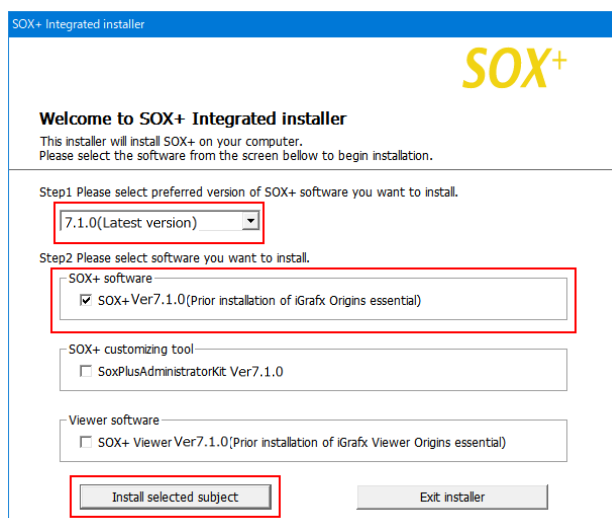 SOX+ Integrated installer
SOX+
Welcome to SOX+ Integrated installer
This installer will install SOX+ on your computer.
Please select the software from the screen bellow to begin installation.
Step1 Please select preferred version of SOX+ software you want to install.
7.1.0(Latest version)
Step2 Please select software you want to install.
SOX+ software
SOX+Ver7.1.0(Prior installation of iGrafx Origins essential)
SOX+ customizing tool
SoxPlusAdministratorKit Ver7.1.0
Viewer software
SOX+ Viewer Ver7.1.0(Prior installation of iGrafx Viewer Origins essential)
Install selected subject
Exit installer